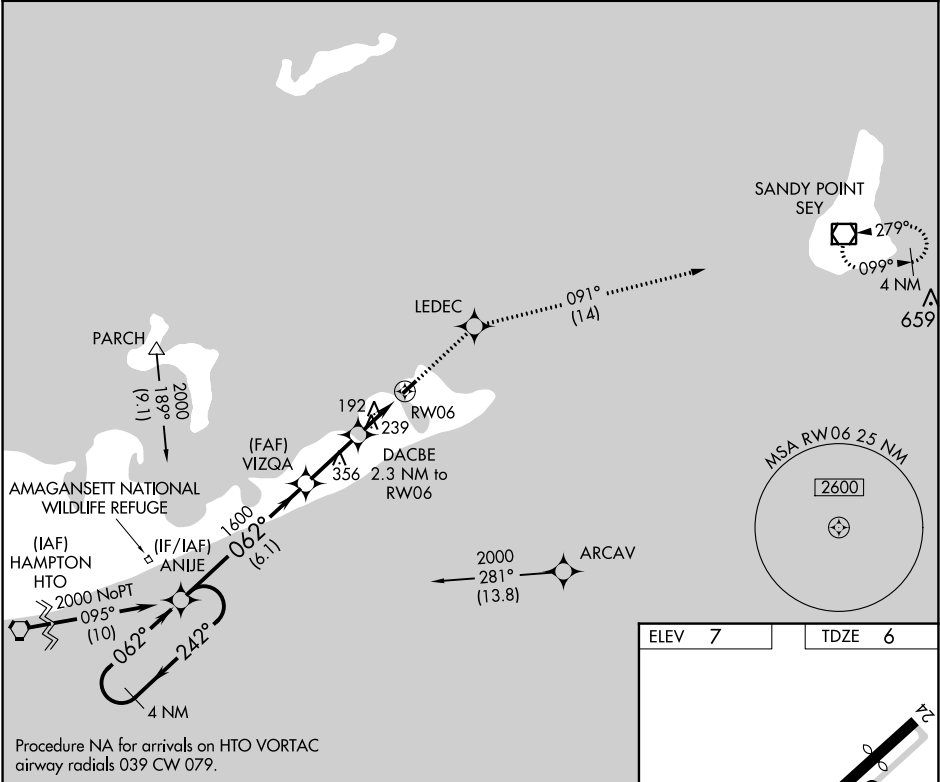 SANDY POINT
SEY
279°
099°
4 NM
659
LEDEC
091°
(14)
PARCH
2000
189°
(9.1)
192
RW06
239
(FAF)
VIZQA
356
DACBE
2.3 NM to
RW06
MSA RW06 25 NM
2600
AMAGANSETT NATIONAL
WILDLIFE REFUGE
1600
062°
(6.1)
(IAF)
HAMPTON
HTO
(IF/IAF)
ANIJE
2000
281°
(13.8)
ARCAV
2000 NoPT
095°
(10)
062°
242°
4 NM
ELEV 7
TDZE 6
24
Procedure NA for arrivals on HTO VORTAC
airway radials 039 CW 079.